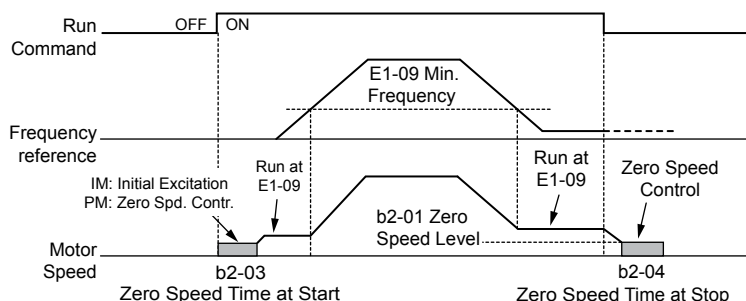 Run Command
OFF
ON
E1-09 Min. Frequency
Frequency reference
IM: Initial Excitation
PM: Zero Spd. Contr.
Run at E1-09
b2-01 Zero Speed Level
Run at E1-09
Zero Speed Control
Motor Speed
b2-03
Zero Speed Time at Start
b2-04
Zero Speed Time at Stop